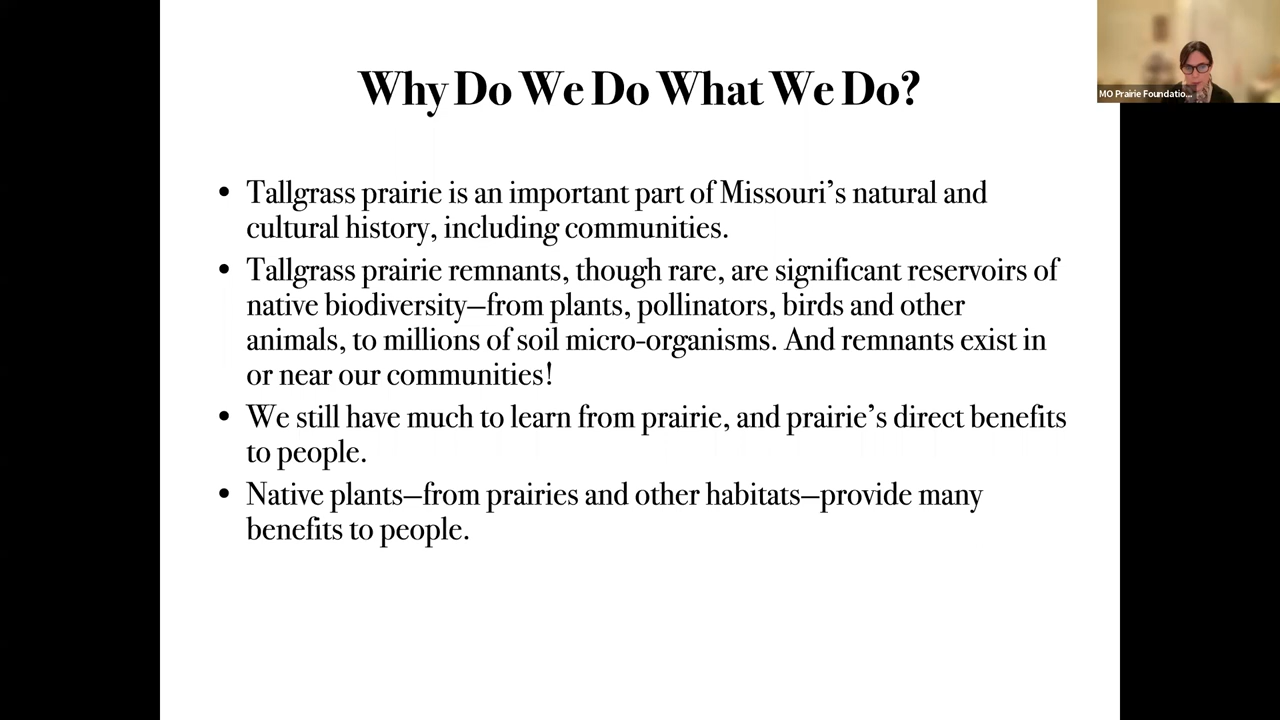 Why Do We Do What We Do?
MO Prairie Foundatio...
• Tallgrass prairie is an important part of Missouri’s natural and
cultural history, including communities.
• Tallgrass prairie remnants, though rare, are significant reservoirs of
native biodiversity—from plants, pollinators, birds and other
animals, to millions of soil micro-organisms. And remnants exist in
or near our communities!
• We still have much to learn from prairie, and prairie’s direct benefits
to people.
• Native plants—from prairies and other habitats—provide many
benefits to people.